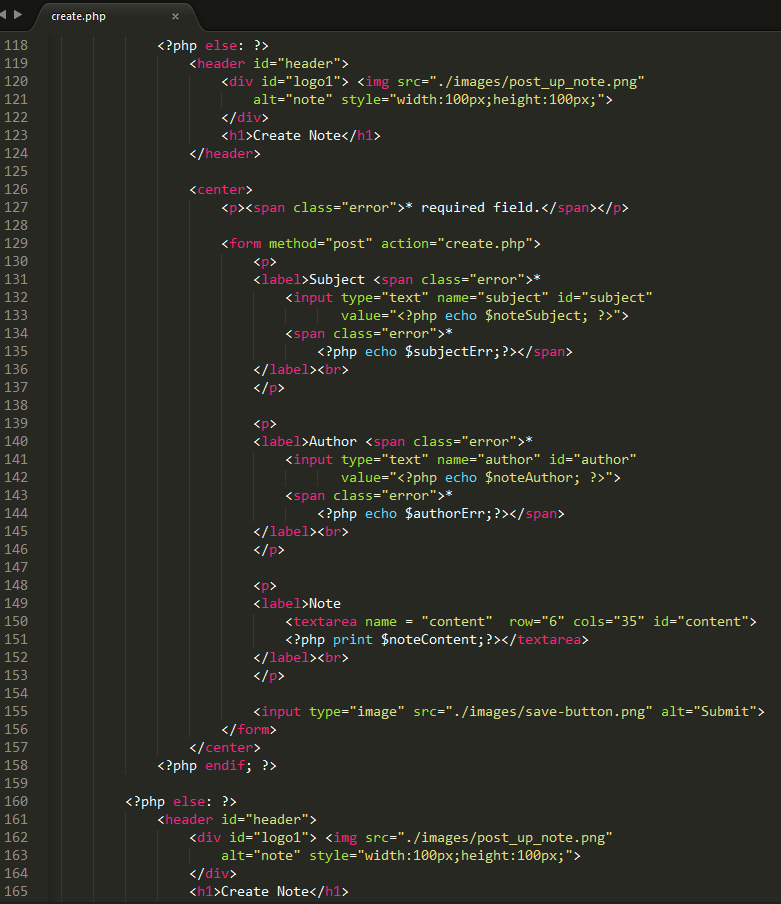 create.php ×
118 <?php else: ?>
119 <header id="header">
120 <div id="logo1"> <img src="./images/post_up_note.png"
121 alt="note" style="width:100px;height:100px;">
122 </div>
123 <h1>Create Note</h1>
124 </header>
125
126 <center>
127 <p><span class="error">* required field.</span></p>
128
129 <form method="post" action="create.php">
130 <p>
131 <label>Subject <span class="error">*
132 <input type="text" name="subject" id="subject"
133 value="<?php echo $noteSubject; ?>">
134 <span class="error">*
135 <?php echo $subjectErr;?></span>
136 </label><br>
137 </p>
138
139 <p>
140 <label>Author <span class="error">*
141 <input type="text" name="author" id="author"
142 value="<?php echo $noteAuthor; ?>">
143 <span class="error">*
144 <?php echo $authorErr;?></span>
145 </label><br>
146 </p>
147
148 <p>
149 <label>Note
150 <textarea name = "content"  row="6" cols="35" id="content">
151 <?php print $noteContent;?></textarea>
152 </label><br>
153 </p>
154
155 <input type="image" src="./images/save-button.png" alt="Submit">
156 </form>
157 </center>
158 <?php endif; ?>
159
160 <?php else: ?>
161 <header id="header">
162 <div id="logo1"> <img src="./images/post_up_note.png"
163 alt="note" style="width:100px;height:100px;">
164 </div>
165 <h1>Create Note</h1>